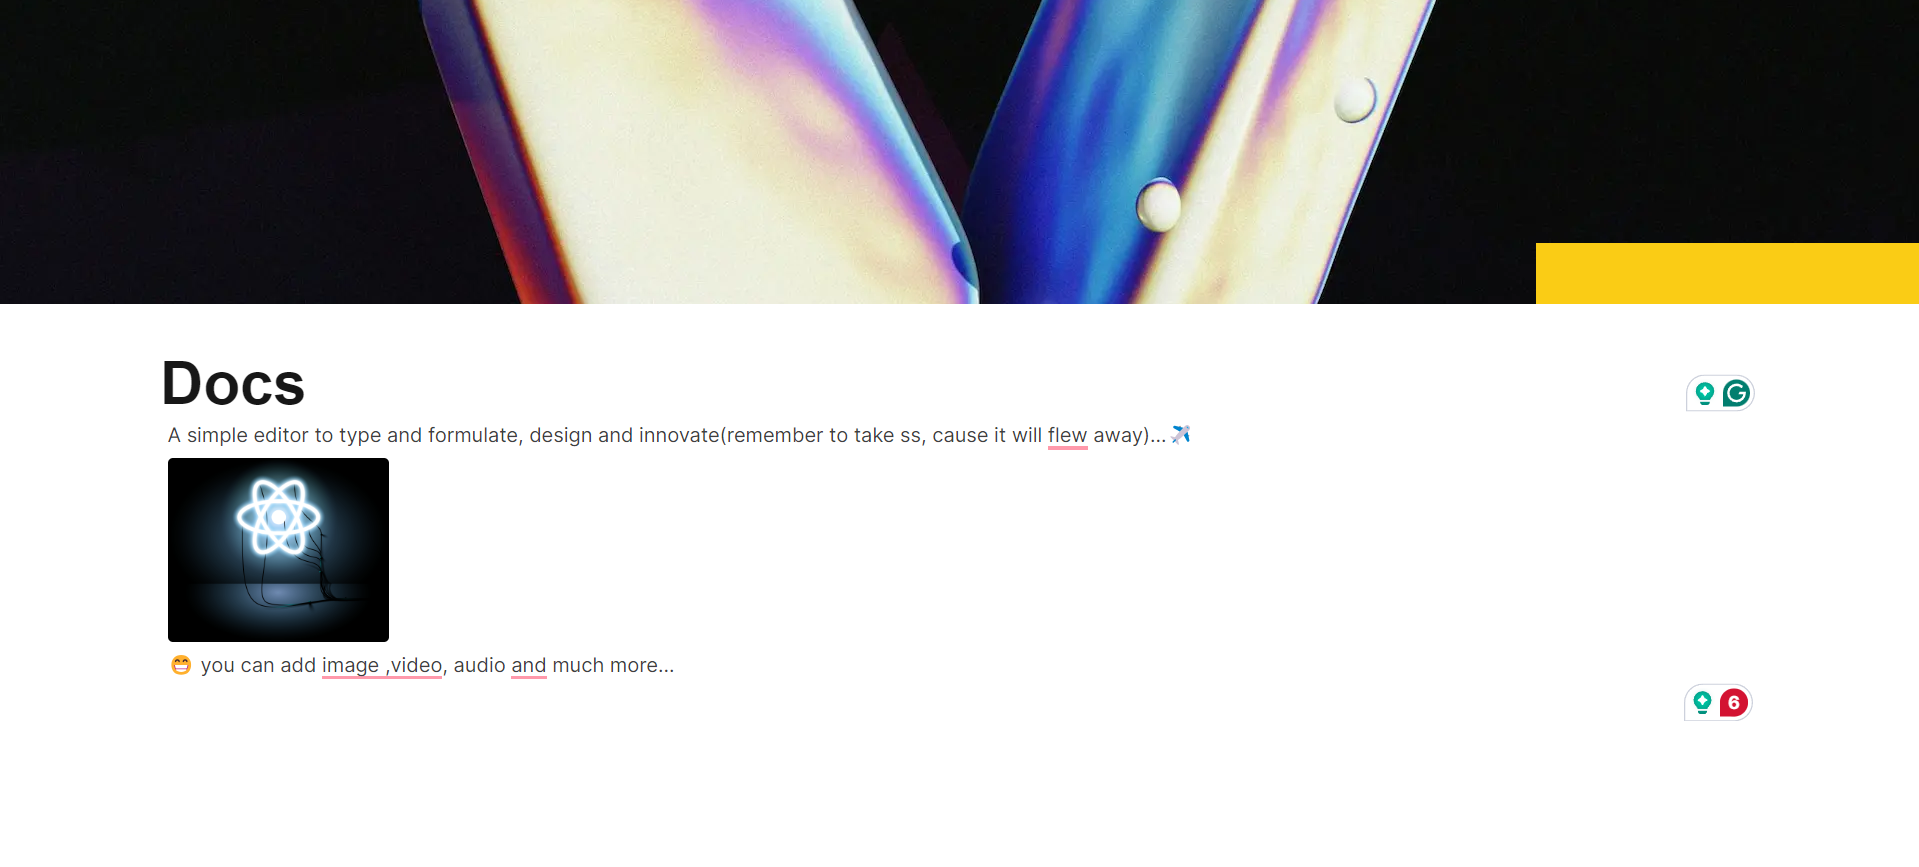 Docs
A simple editor to type and formulate, design and innovate(remember to take ss, cause it will flew away)...✈️
😁 you can add image ,video, audio and much more...
6